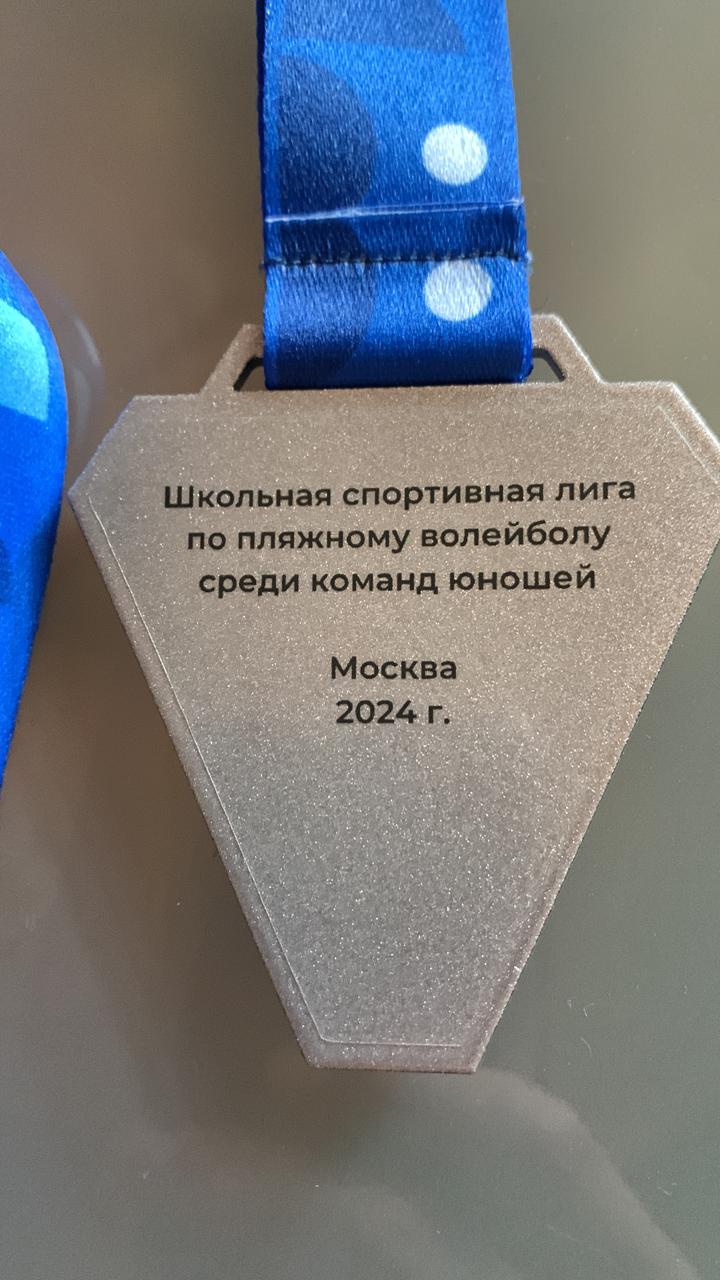 Школьная спортивная лига
по пляжному волейболу
среди команд юношей
Москва
2024 г.